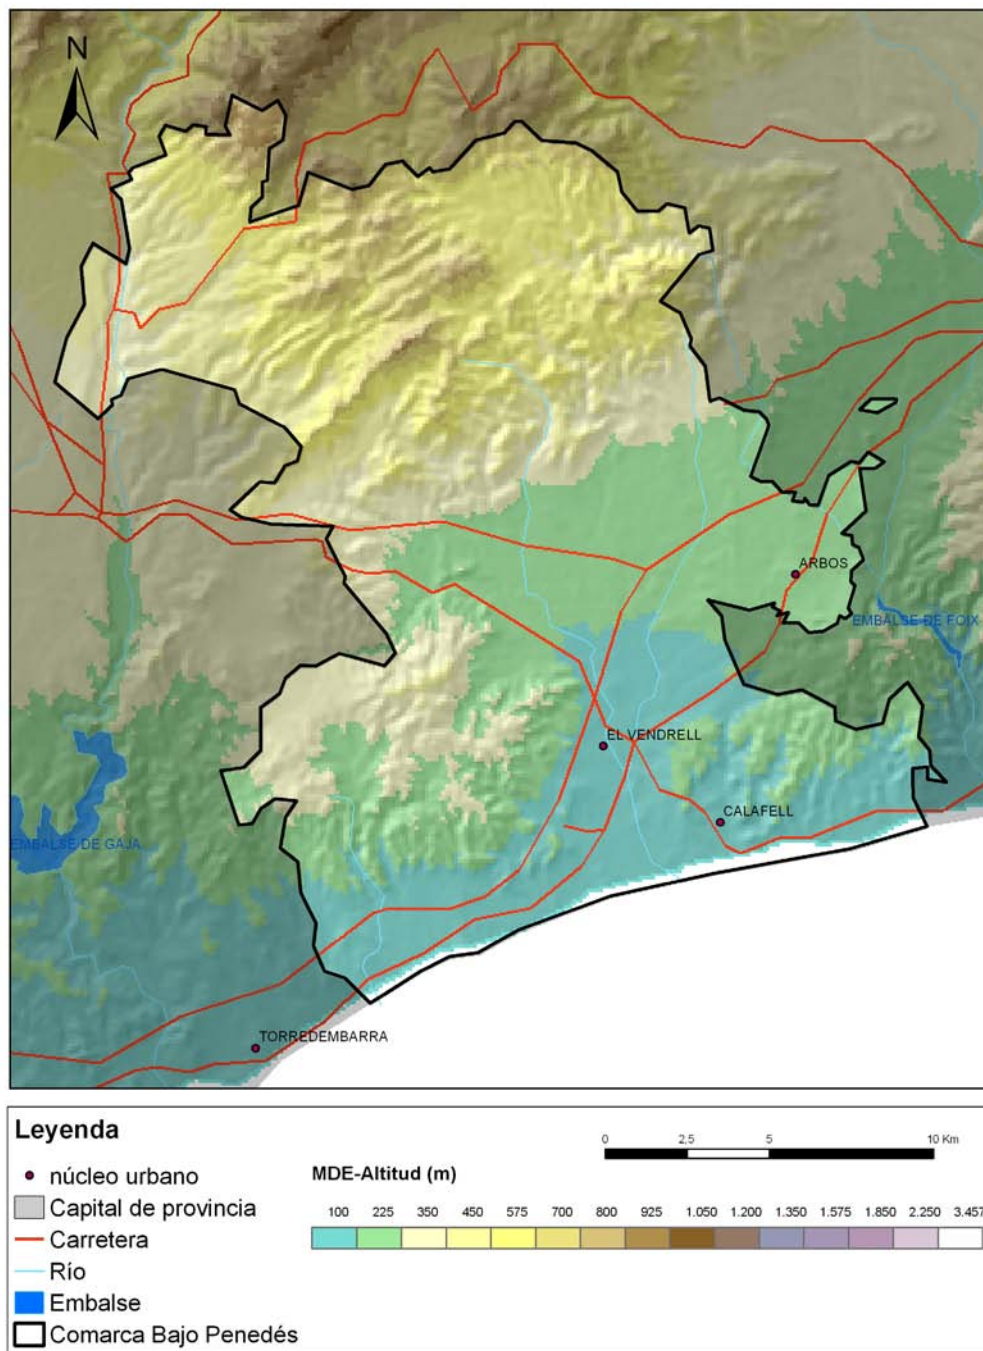 N
ARBOS
EMBALSE DE FOIX
EL VENDRELL
CALAFELL
EMBALSE DE GAJA
TORREDEMBARRA
Leyenda
núcleo urbano
Capital de provincia
Carretera
Río
Embalse
Comarca Bajo Penedés
0 2,5 5 10 Km
MDE-Altitud (m)
100 225 350 450 575 700 800 925 1.050 1.200 1.350 1.575 1.850 2.250 3.457